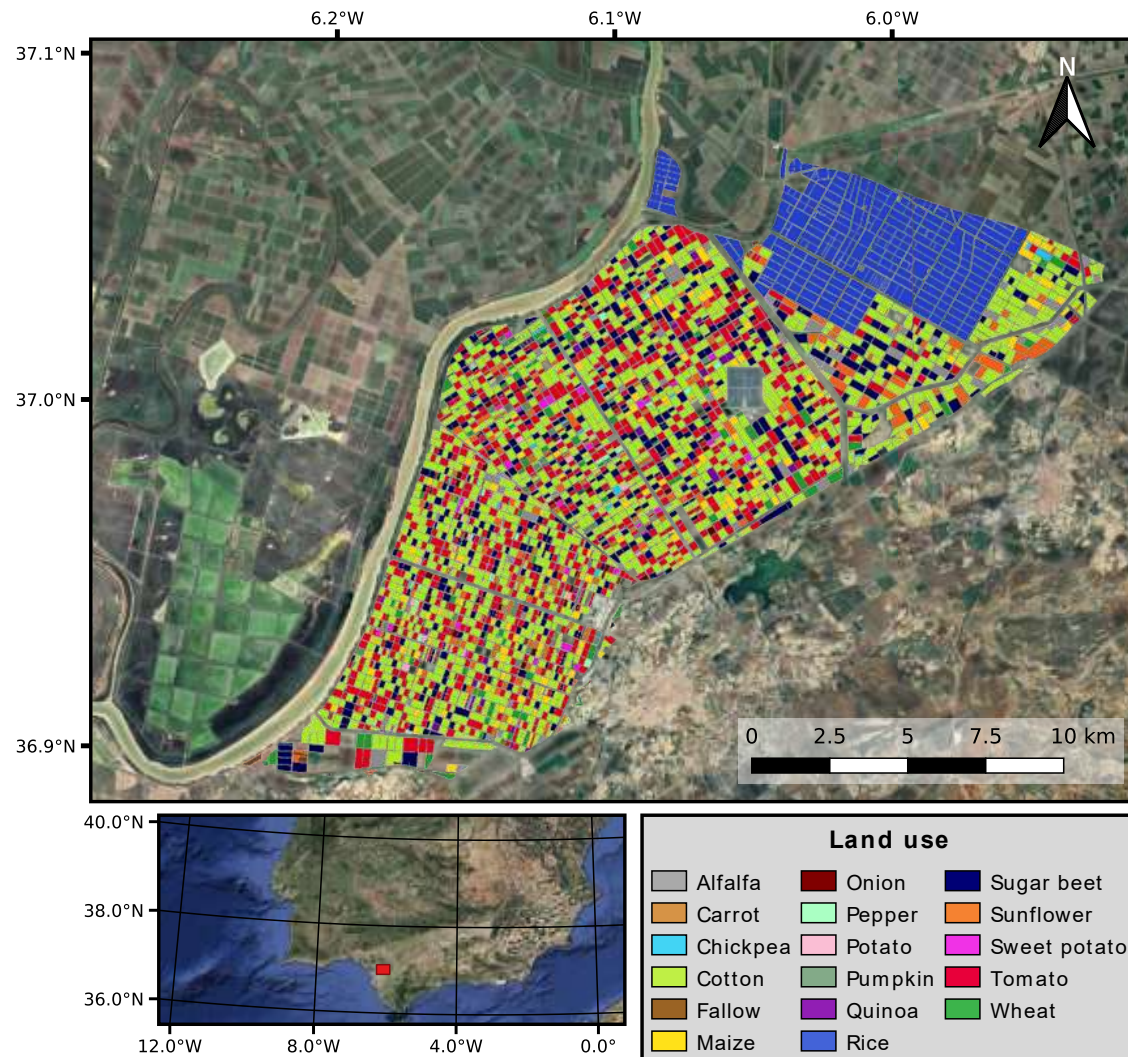 6.2°W 6.1°W 6.0°W
37.1°N
N
37.0°N
36.9°N
0 2.5 5 7.5 10 km
40.0°N
38.0°N
36.0°N
12.0°W 8.0°W 4.0°W 0.0°
Land use
Alfalfa Onion Sugar beet
Carrot Pepper Sunflower
Chickpea Potato Sweet potato
Cotton Pumpkin Tomato
Fallow Quinoa Wheat
Maize Rice